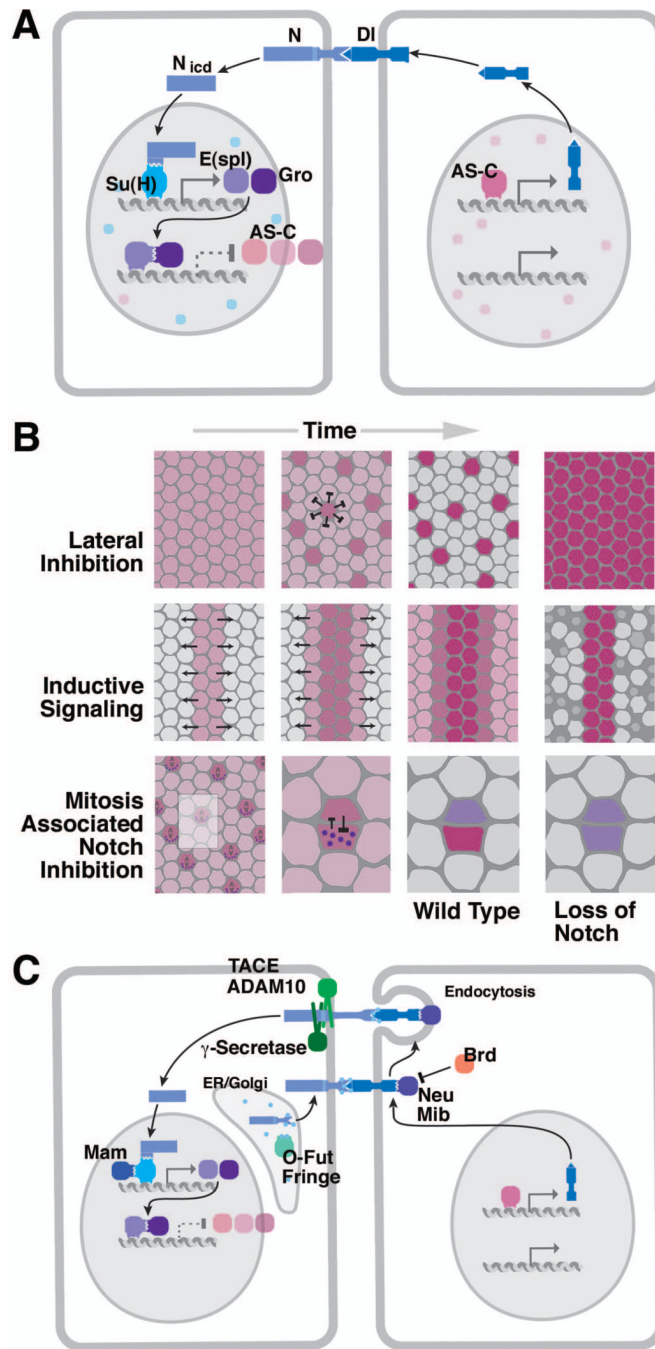 A
N
Dl
N icd
E(spl)
Su(H)
Gro
AS-C
AS-C
B
Time
Lateral
Inhibition
Inductive
Signaling
Mitosis
Associated
Notch
Inhibition
Wild Type
Loss of
Notch
C
TACE
ADAM10
Endocytosis
γ-Secretase
Brd
ER/Golgi
Neu
Mib
Mam
O-Fut
Fringe